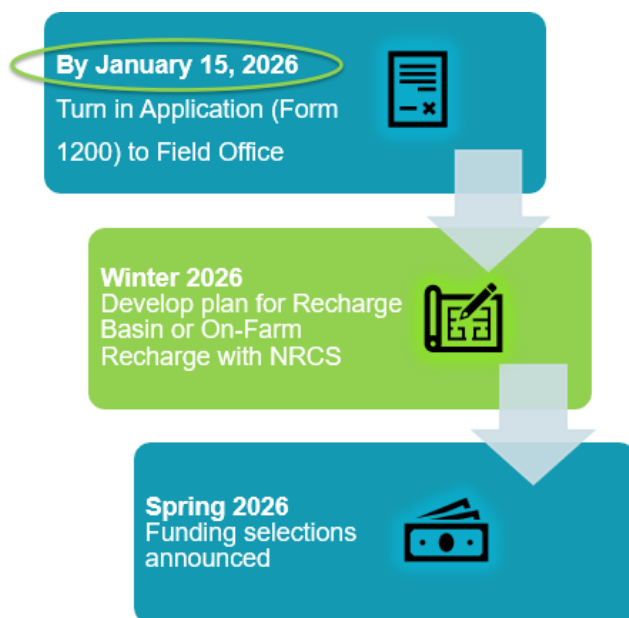 By January 15, 2026
Turn in Application (Form
1200) to Field Office
Winter 2026
Develop plan for Recharge
Basin or On-Farm
Recharge with NRCS
Spring 2026
Funding selections
announced